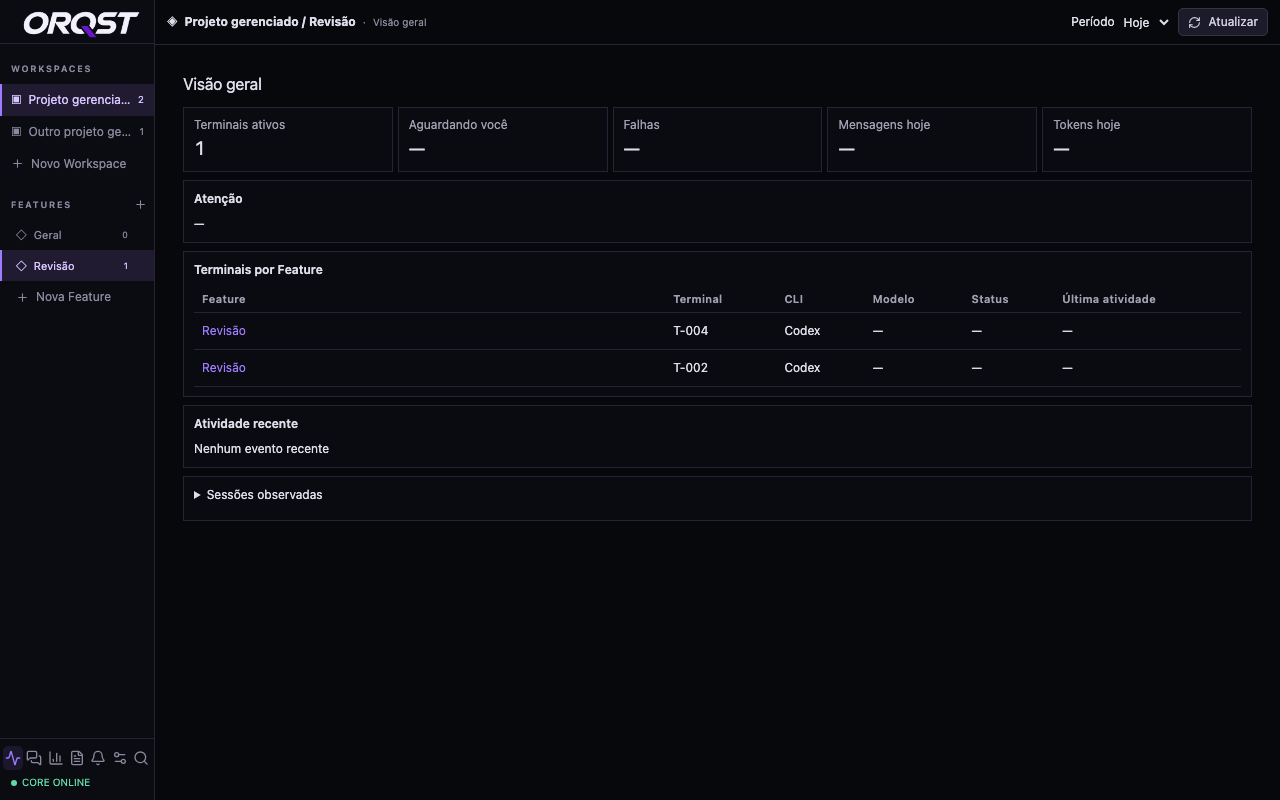 ORQST
Projeto gerenciado / Revisão · Visão geral
Período Hoje Atualizar
WORKSPACES
Projeto gerencia... 2
Outro projeto ge... 1
+ Novo Workspace
FEATURES +
Geral 0
Revisão 1
+ Nova Feature
CORE ONLINE
Visão geral
Terminais ativos Aguardando você Falhas Mensagens hoje Tokens hoje
1 — — — —
Atenção
—
Terminais por Feature
Feature Terminal CLI Modelo Status Última atividade
Revisão T-004 Codex — — —
Revisão T-002 Codex — — —
Atividade recente
Nenhum evento recente
Sessões observadas